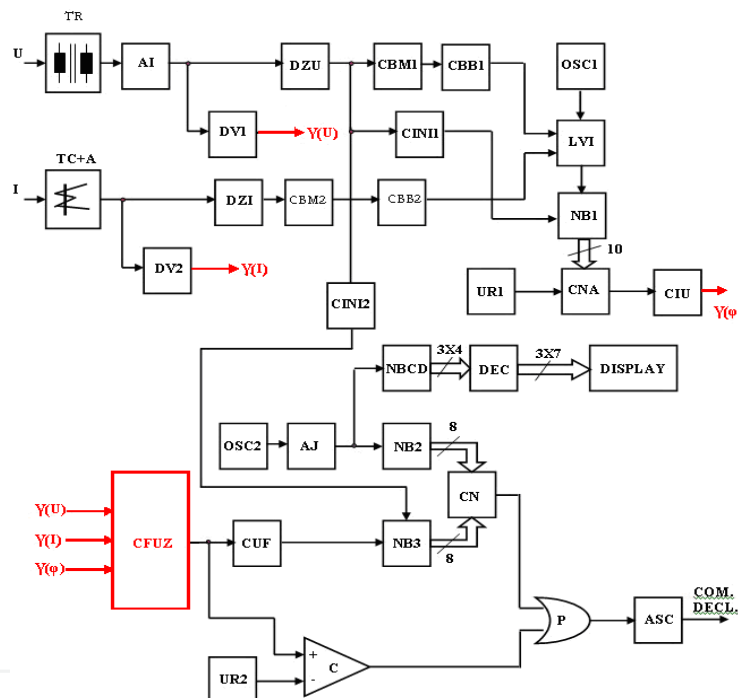 TR
U
AI
DZU
CBM1
CBB1
OSC1
DV1
γ(U)
CINI1
LVI
TC+A
I
DZI
CBM2
CBB2
NB1
DV2
γ(I)
10
CINI2
UR1
CNA
CIU
γ(φ
3X4
3X7
NBCD
DEC
DISPLAY
8
OSC2
AJ
NB2
CN
γ(U)
γ(I)
γ(φ)
CFUZ
CUF
NB3
8
COM.
DECL.
P
ASC
+
C
UR2
-